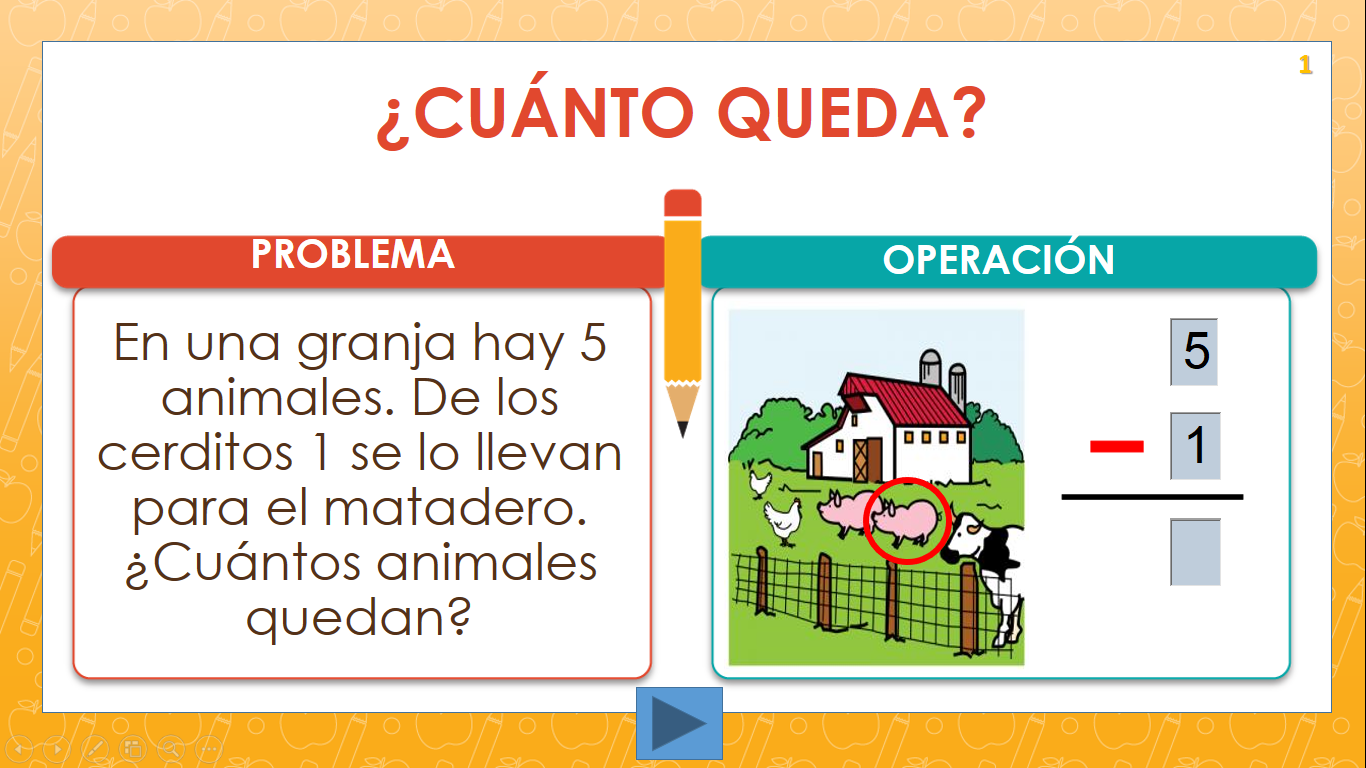 1
¿CUÁNTO QUEDA?
PROBLEMA
En una granja hay 5
animales. De los
cerditos 1 se lo llevan
para el matadero.
¿Cuántos animales
quedan?
OPERACIÓN
5
- 1